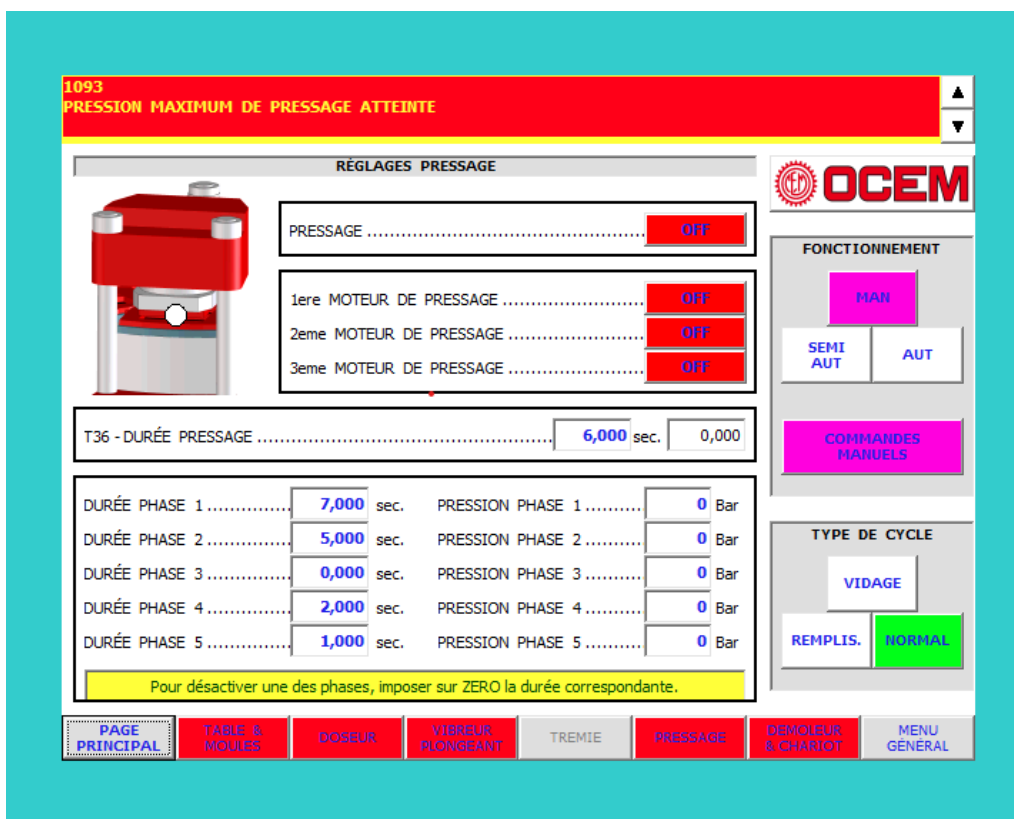 1093
PRESSION MAXIMUM DE PRESSAGE ATTEINTE
RÉGLAGES PRESSAGE
OCEM
PRESSAGE ................................................ OFF
1ere MOTEUR DE PRESSAGE ........................ OFF
2eme MOTEUR DE PRESSAGE ....................... OFF
3eme MOTEUR DE PRESSAGE ....................... OFF
T36 - DURÉE PRESSAGE .................................................... 6,000 sec. 0,000
DURÉE PHASE 1 ............... 7,000 sec. PRESSION PHASE 1 .......... 0 Bar
DURÉE PHASE 2 ............... 5,000 sec. PRESSION PHASE 2 .......... 0 Bar
DURÉE PHASE 3 ............... 0,000 sec. PRESSION PHASE 3 .......... 0 Bar
DURÉE PHASE 4 ............... 2,000 sec. PRESSION PHASE 4 .......... 0 Bar
DURÉE PHASE 5 ............... 1,000 sec. PRESSION PHASE 5 .......... 0 Bar
Pour désactiver une des phases, imposer sur ZERO la durée correspondante.
FONCTIONNEMENT
MAN
SEMI
AUT
AUT
COMMANDES
MANUELS
TYPE DE CYCLE
VIDAGE
REMPLIS.
NORMAL
PAGE
PRINCIPAL
TABLE &
MOULES
DOSEUR
VIBREUR
PLONGEANT
TREMIE
PRESSAGE
DEMOLEUR
& CHARIOT
MENU
GÉNÉRAL